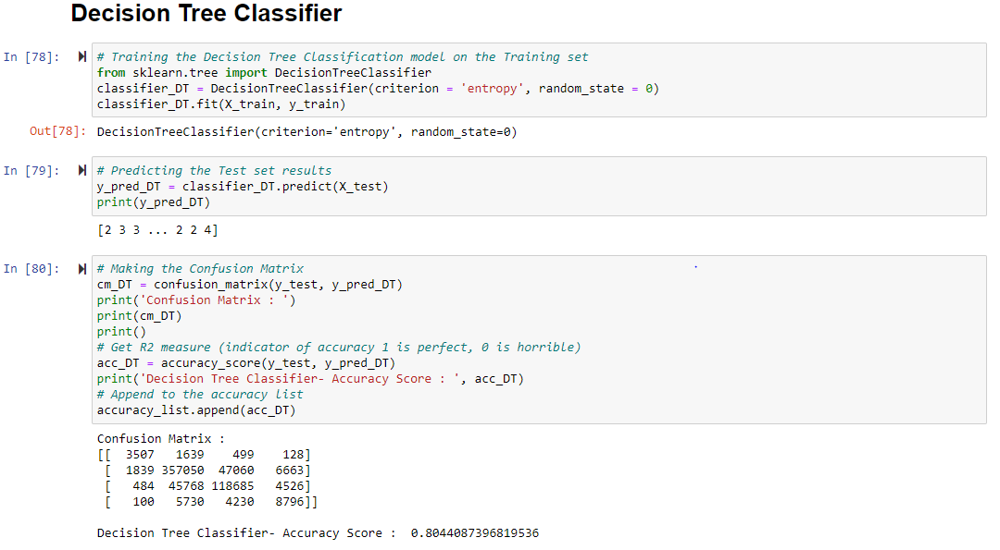 Decision Tree Classifier
In [78]:
# Training the Decision Tree Classification model on the Training set
from sklearn.tree import DecisionTreeClassifier
classifier_DT = DecisionTreeClassifier(criterion = 'entropy', random_state = 0)
classifier_DT.fit(X_train, y_train)
Out[78]: DecisionTreeClassifier(criterion='entropy', random_state=0)
In [79]:
# Predicting the Test set results
y_pred_DT = classifier_DT.predict(X_test)
print(y_pred_DT)
[2 3 3 ... 2 2 4]
In [80]:
# Making the Confusion Matrix
cm_DT = confusion_matrix(y_test, y_pred_DT)
print('Confusion Matrix : ')
print(cm_DT)
print()
# Get R2 measure (indicator of accuracy 1 is perfect, 0 is horrible)
acc_DT = accuracy_score(y_test, y_pred_DT)
print('Decision Tree Classifier- Accuracy Score : ', acc_DT)
# Append to the accuracy list
accuracy_list.append(acc_DT)
Confusion Matrix :
[[  3507   1639    499    128]
 [  1839 357050  47060   6663]
 [   484  45768 118685   4526]
 [   100   5730   4230   8796]]
Decision Tree Classifier- Accuracy Score :  0.8044087396819536